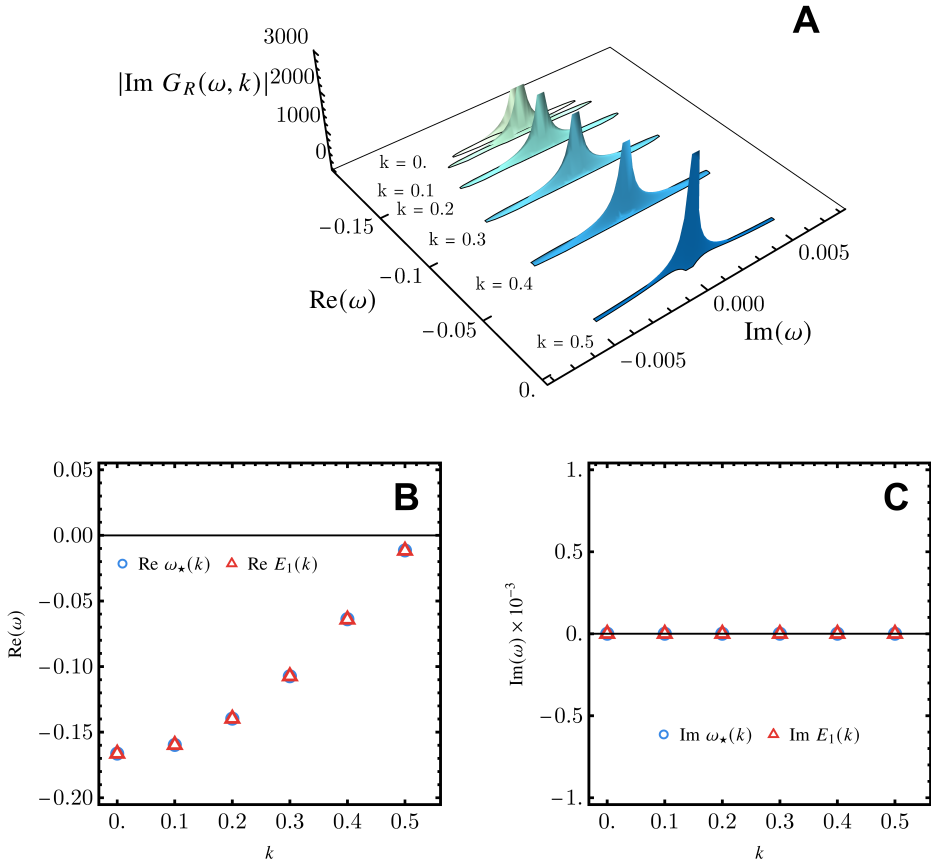 A
3000
2000
1000
0
|Im G_R(ω, k)|
k = 0.
k = 0.1
k = 0.2
k = 0.3
k = 0.4
k = 0.5
−0.15
−0.1
−0.05
0.
Re(ω)
0.005
0.000
−0.005
Im(ω)
B
0.05
0.00
−0.05
−0.10
−0.15
−0.20
Re(ω)
Re ω⋆(k) Re E₁(k)
0. 0.1 0.2 0.3 0.4 0.5
k
C
1.
0.5
0.
−0.5
−1.
Im(ω) × 10⁻³
Im ω⋆(k) Im E₁(k)
0. 0.1 0.2 0.3 0.4 0.5
k